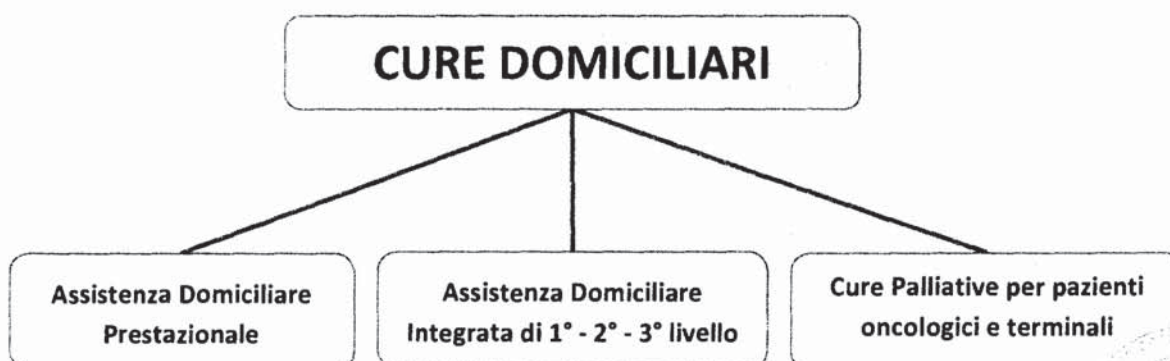 CURE DOMICILIARI
Assistenza Domiciliare
Prestazionale
Assistenza Domiciliare
Integrata di 1° - 2° - 3° livello
Cure Palliative per pazienti
oncologici e terminali